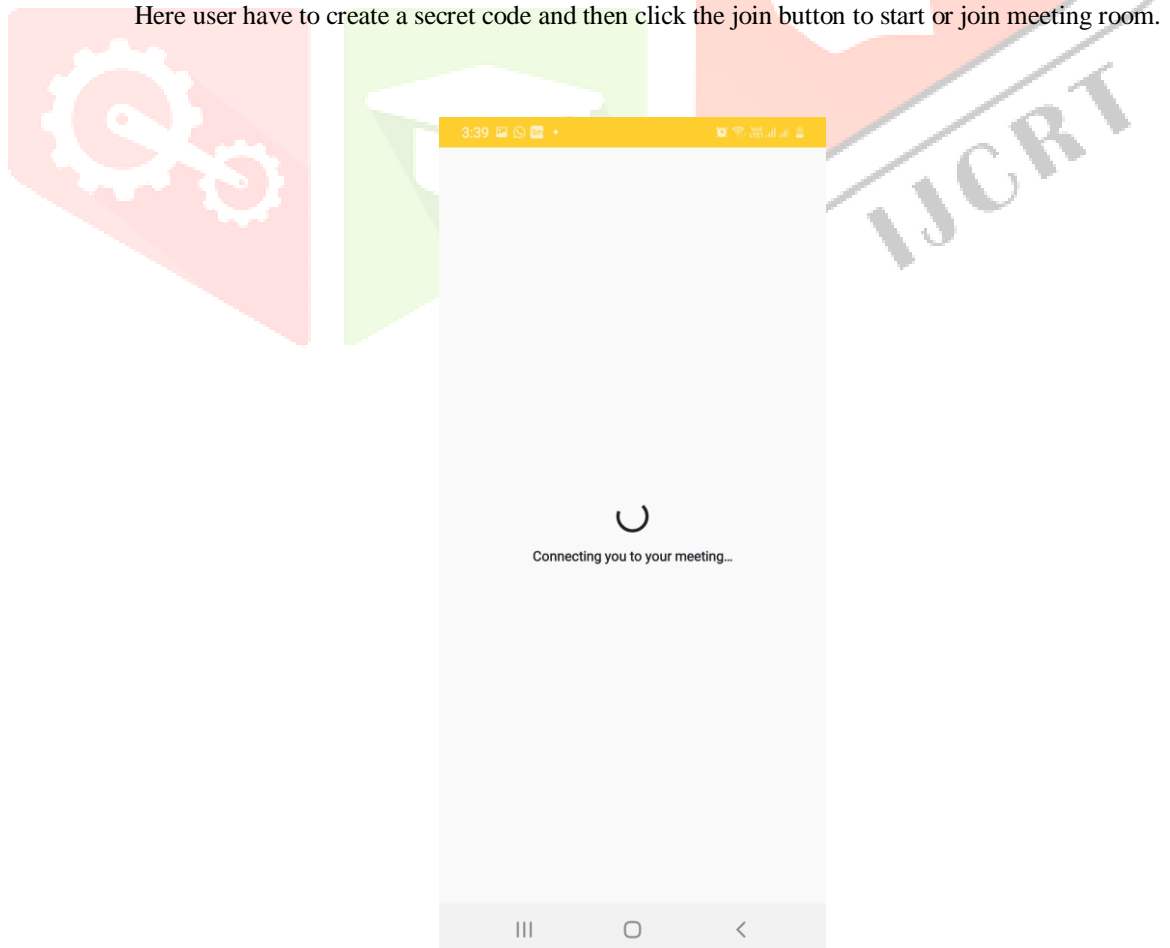 Here user have to create a secret code and then click the join button to start or join meeting room.
IJCRT
3:39
Connecting you to your meeting...